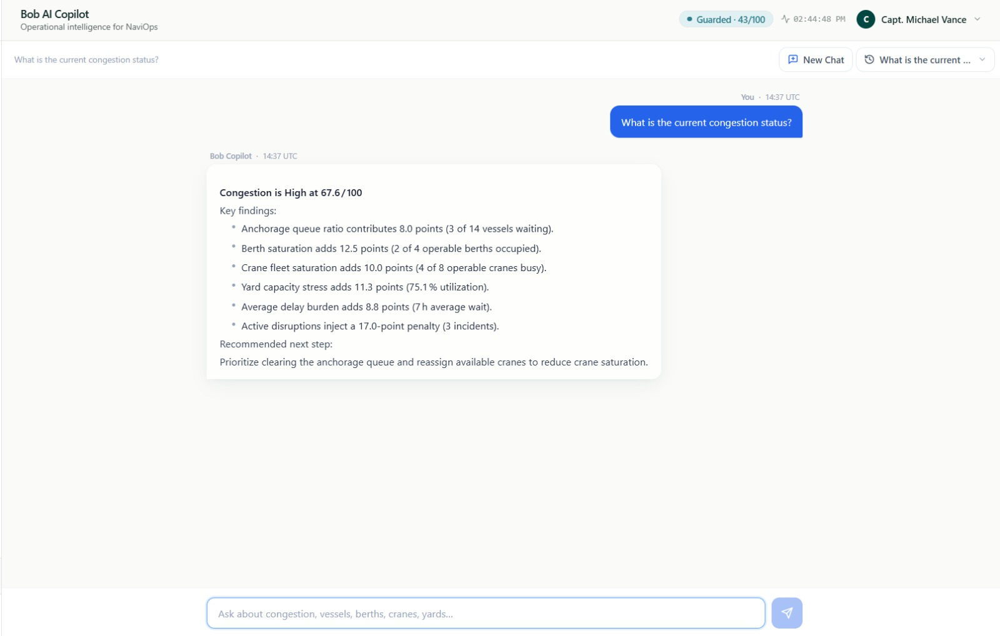 Bob AI Copilot
Operational intelligence for NaviOps
Guarded · 43/100
02:44:48 PM
C
Capt. Michael Vance
What is the current congestion status?
New Chat
What is the current ...
You · 14:37 UTC
What is the current congestion status?
Bob Copilot · 14:37 UTC
Congestion is High at 67.6/100
Key findings:
• Anchorage queue ratio contributes 8.0 points (3 of 14 vessels waiting).
• Berth saturation adds 12.5 points (2 of 4 operable berths occupied).
• Crane fleet saturation adds 10.0 points (4 of 8 operable cranes busy).
• Yard capacity stress adds 11.3 points (75.1% utilization).
• Average delay burden adds 8.8 points (7 h average wait).
• Active disruptions inject a 17.0-point penalty (3 incidents).
Recommended next step:
Prioritize clearing the anchorage queue and reassign available cranes to reduce crane saturation.
Ask about congestion, vessels, berths, cranes, yards...